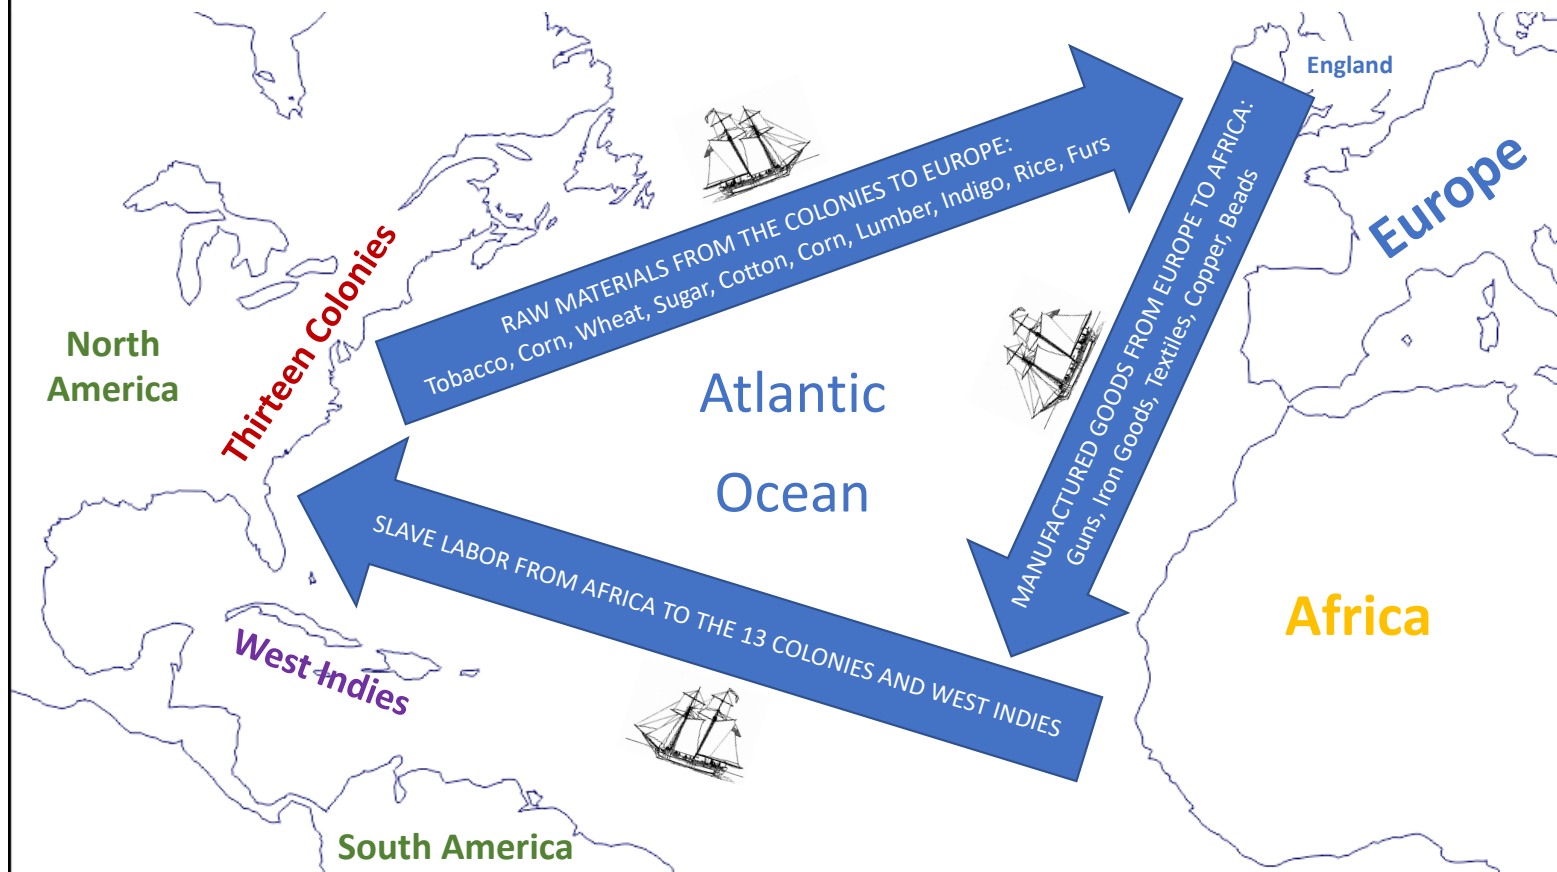 England
Europe
RAW MATERIALS FROM THE COLONIES TO EUROPE:
Tobacco, Corn, Wheat, Sugar, Cotton, Corn, Lumber, Indigo, Rice, Furs
MANUFACTURED GOODS FROM EUROPE TO AFRICA:
Guns, Iron Goods, Textiles, Copper, Beads
Thirteen Colonies
North
America
Atlantic
Ocean
SLAVE LABOR FROM AFRICA TO THE 13 COLONIES AND WEST INDIES
Africa
West Indies
South America